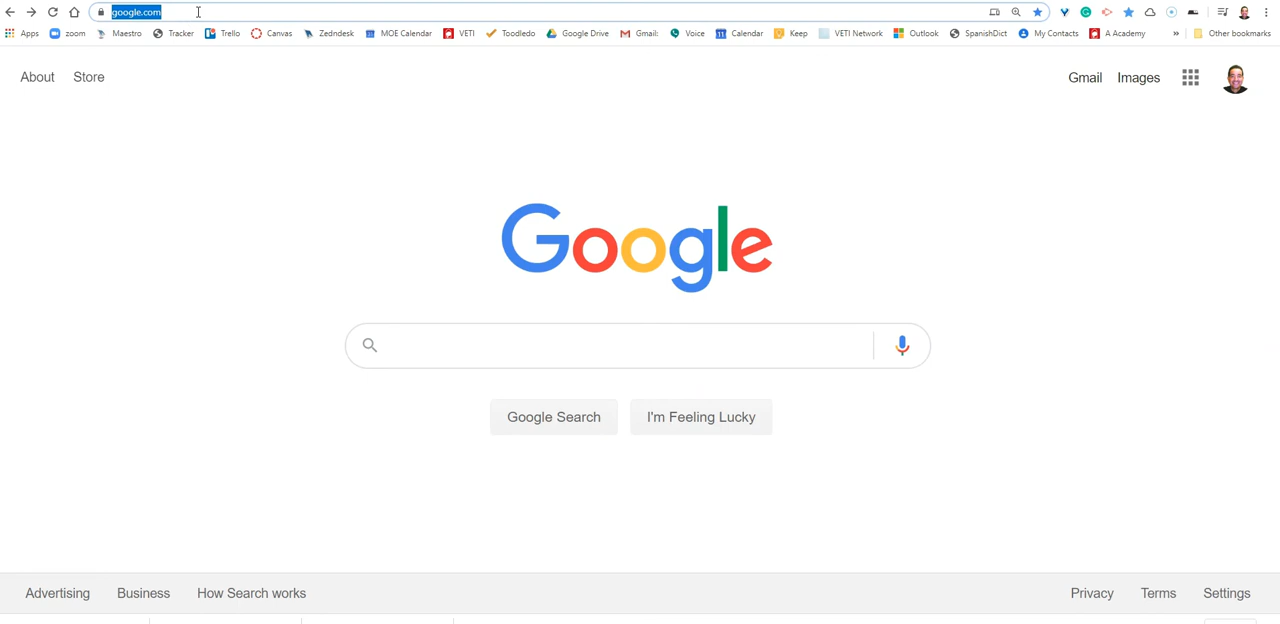 google.com
Apps zoom Maestro Tracker Trello Canvas Zedndesk MOE Calendar VETI Toodledo Google Drive Gmail: Voice 11 Calendar Keep VETI Network Outlook SpanishDict My Contacts A Academy » Other bookmarks
About Store Gmail Images
Google
Google Search I'm Feeling Lucky
Advertising Business How Search works Privacy Terms Settings